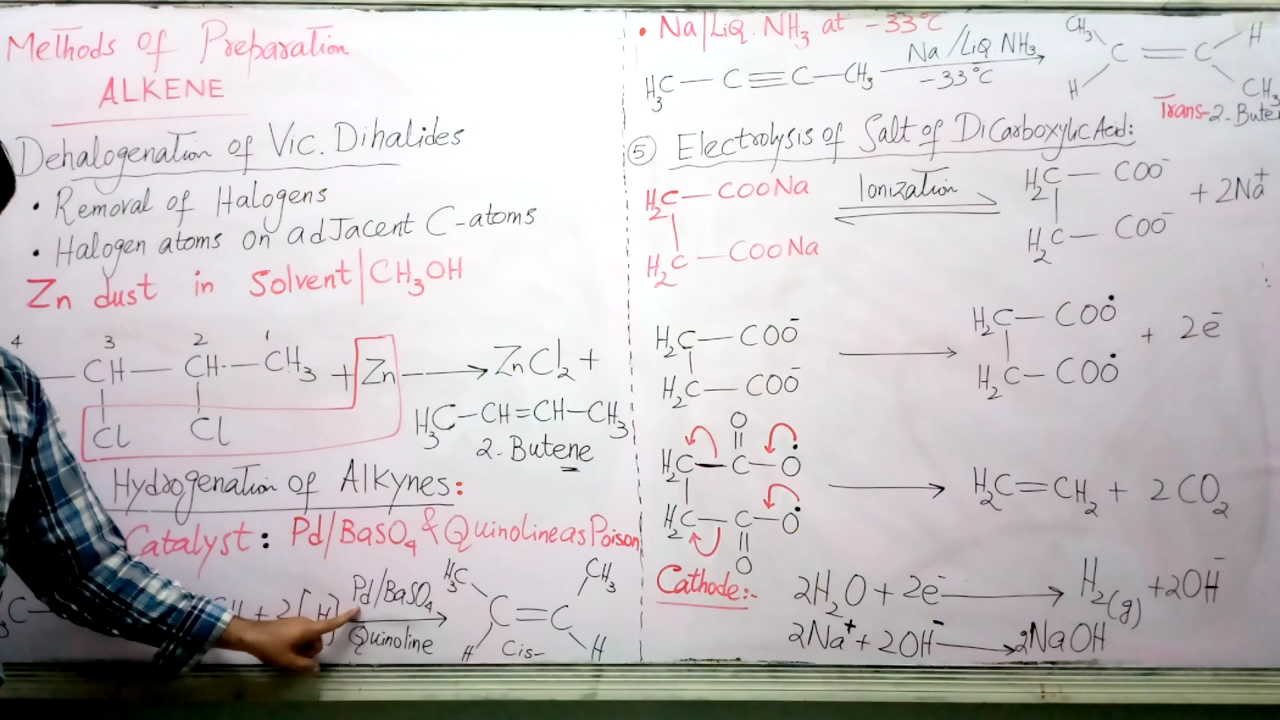 Methods of Preparation
ALKENE
Dehalogenation of Vic. Dihalides
• Removal of Halogens
• Halogen atoms on adJacent C-atoms
Zn dust in Solvent | CH₃OH
4 3 2 1
— CH — CH — CH₃ + Zn ⟶ ZnCl₂ +
Cl Cl
H₃C–CH=CH–CH₃
2-Butene
Hydrogenation of Alkynes:
Catalyst: Pd/BaSO₄ & Quinoline as Poison
+ 2[H] Pd/BaSO₄ ⟶
Quinoline
H₃C CH₃
C=C
H Cis- H
• Na/LiQ. NH₃ at -33°C
H₃C — C≡C — CH₃ Na/LiQ. NH₃ ⟶
-33°C
CH₃ H
C=C
H CH₃
Trans-2-Bute
⑤ Electrolysis of Salt of DiCarboxylic Acid:
H₂C — COONa Ionization H₂C — COO⁻ + 2Na⁺
H₂C — COONa H₂C — COO⁻
H₂C — COO⁻ ⟶ H₂C — COO• + 2e⁻
H₂C — COO⁻ H₂C — COO•
O
H₂C — C — O•
⟶ H₂C=CH₂ + 2CO₂
H₂C — C — O•
O
Cathode:- 2H₂O + 2e⁻ ⟶ H₂(g) + 2OH⁻
2Na⁺ + 2OH⁻ ⟶ 2NaOH